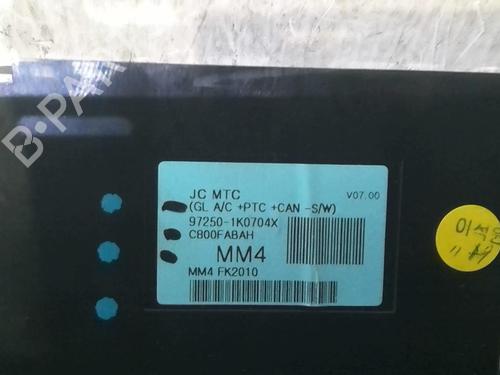 B-PARTS
JC MTC
V07.00
(GL A/C +PTC +CAN -S/W)
97250-1K0704X
C800FABAH
MM4
MM4 FK2010